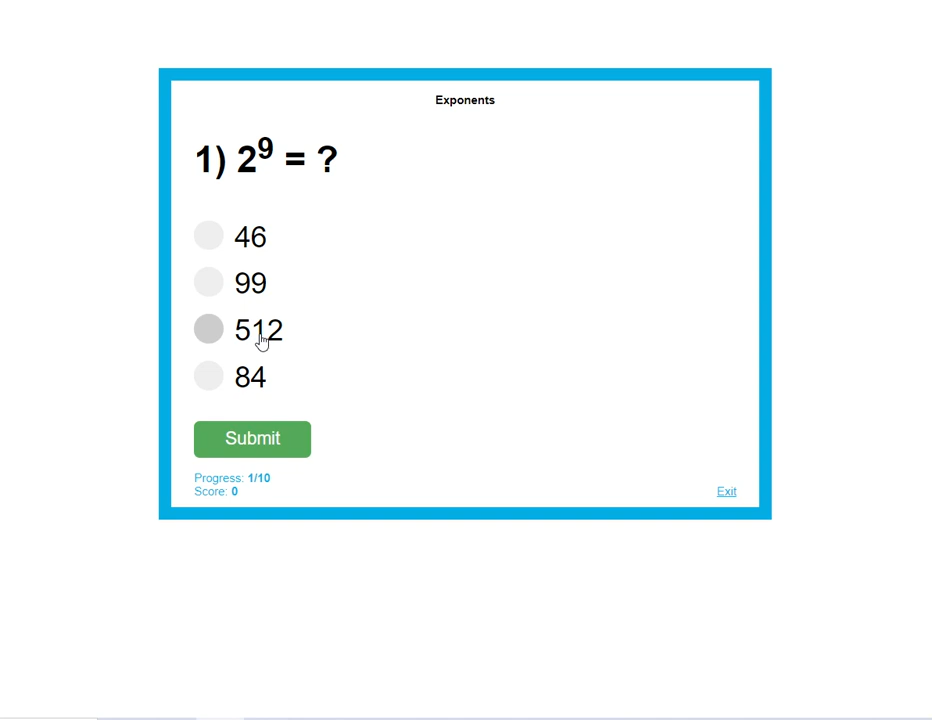 Exponents
1) 2⁹ = ?
46
99
512
84
Submit
Progress: 1/10
Score: 0
Exit